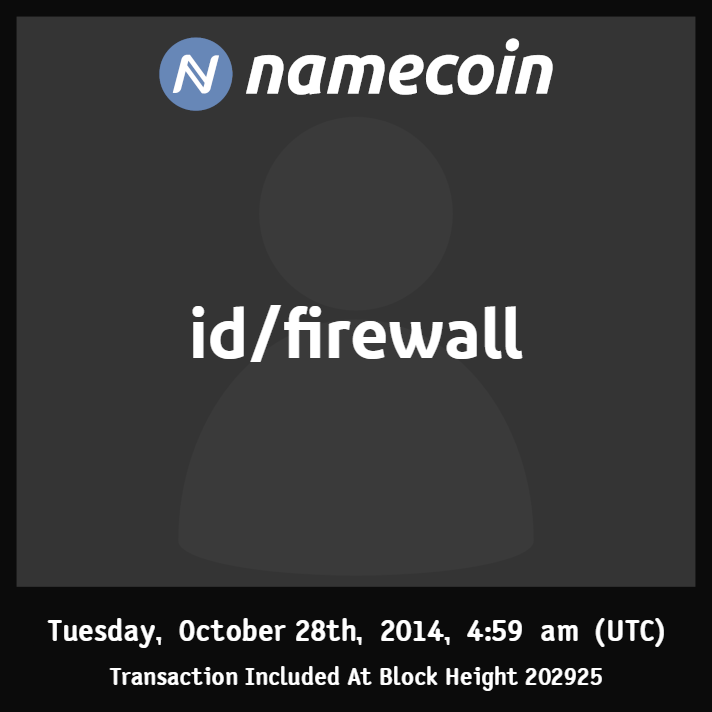 namecoin
id/firewall
Tuesday, October 28th, 2014, 4:59 am (UTC)
Transaction Included At Block Height 202925